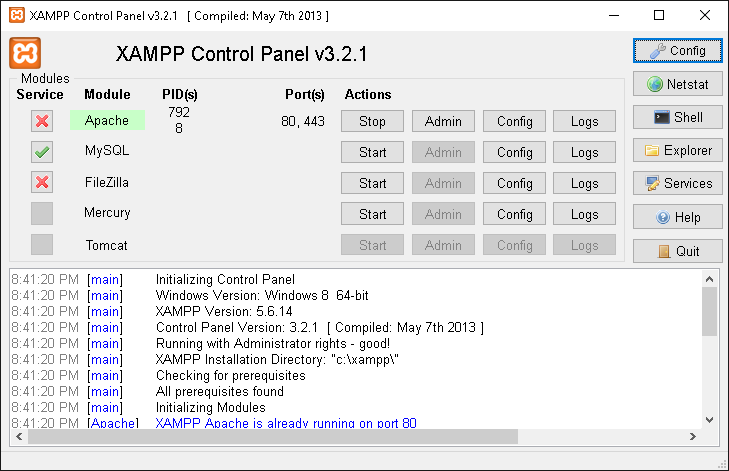 XAMPP Control Panel v3.2.1 [ Compiled: May 7th 2013 ]
XAMPP Control Panel v3.2.1
Config
Modules
Service Module PID(s) Port(s) Actions
Netstat
Apache 792 80, 443 Stop Admin Config Logs
8
Shell
MySQL Start Admin Config Logs
Explorer
FileZilla Start Admin Config Logs
Services
Mercury Start Admin Config Logs
Help
Tomcat Start Admin Config Logs
Quit
8:41:20 PM [main] Initializing Control Panel
8:41:20 PM [main] Windows Version: Windows 8 64-bit
8:41:20 PM [main] XAMPP Version: 5.6.14
8:41:20 PM [main] Control Panel Version: 3.2.1 [ Compiled: May 7th 2013 ]
8:41:20 PM [main] Running with Administrator rights - good!
8:41:20 PM [main] XAMPP Installation Directory: "c:\xampp\"
8:41:20 PM [main] Checking for prerequisites
8:41:20 PM [main] All prerequisites found
8:41:20 PM [main] Initializing Modules
8:41:20 PM [Apache] XAMPP Apache is already running on port 80